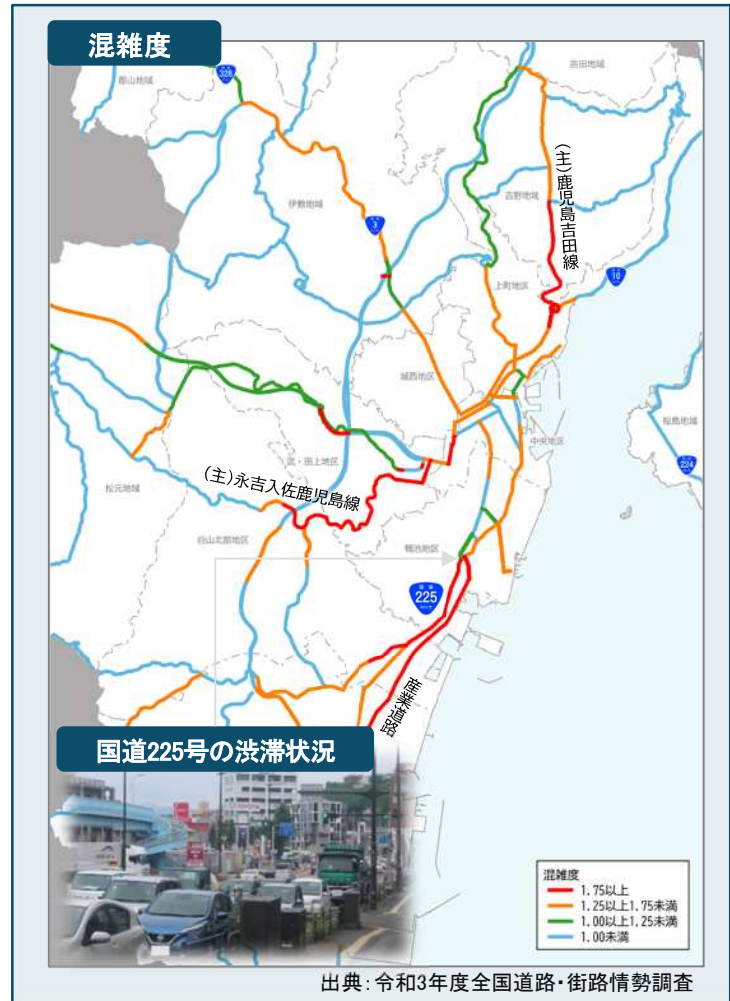 混雑度
328
郡山地域
吉田地域
(主)鹿児島吉田線
吉野地域
伊敷地域
3
上町地区
16
城西地区
桜島地域
中央地区
武・田上地区
224
松元地域
(主)永吉入佐鹿児島線
谷山北部地区
鴨池地区
225
産業道路
国道225号の渋滞状況
混雑度
1.75以上
1.25以上1.75未満
1.00以上1.25未満
1.00未満
出典:令和3年度全国道路・街路情勢調査